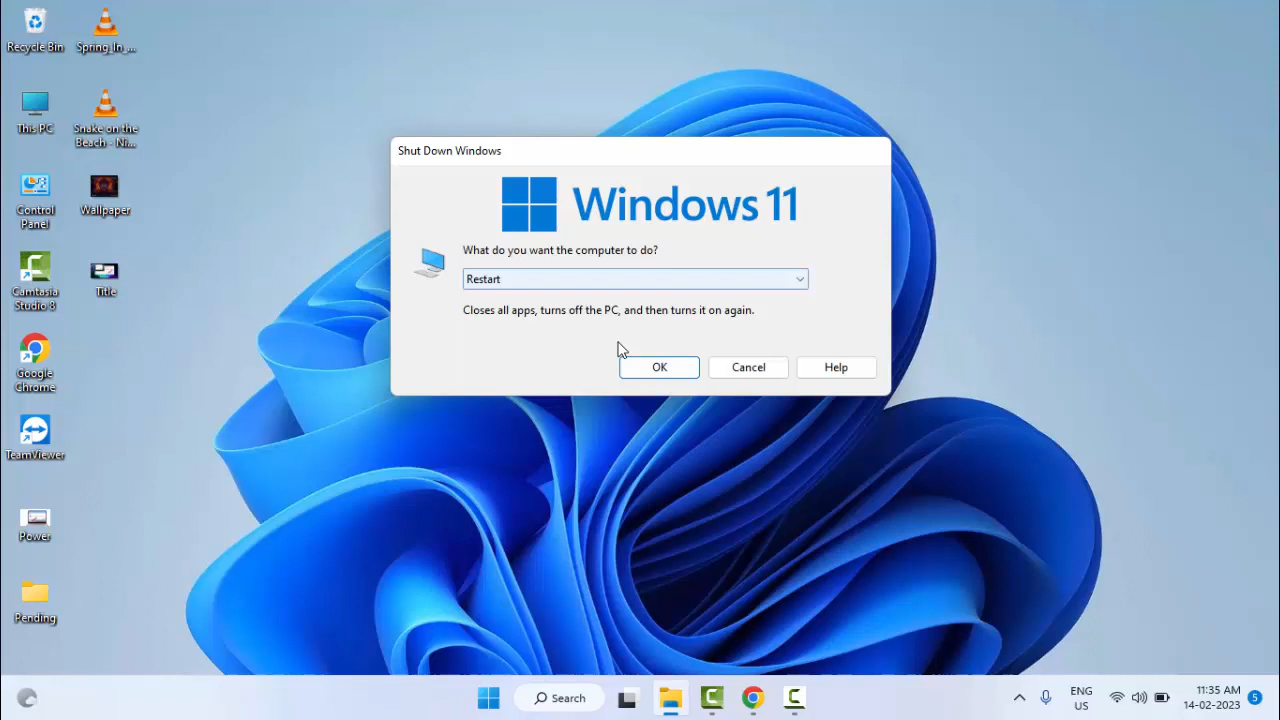 Recycle Bin
Spring_In_...
This PC
Snake on the
Beach - Ni...
Control
Panel
Wallpaper
Camtasia
Studio 8
Title
Google
Chrome
TeamViewer
Power
Pending
Shut Down Windows
Windows 11
What do you want the computer to do?
Restart
Closes all apps, turns off the PC, and then turns it on again.
OK
Cancel
Help
Search
ENG
US
11:35 AM
14-02-2023
5